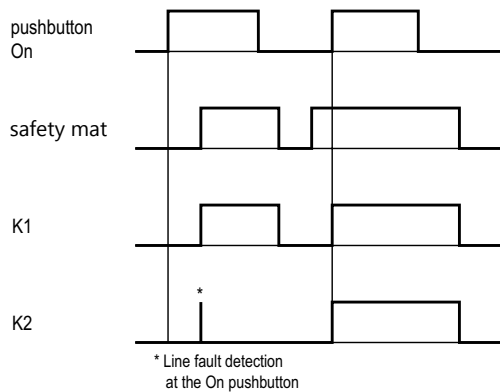 pushbutton
On
safety mat
K1
*
K2
* Line fault detection
at the On pushbutton